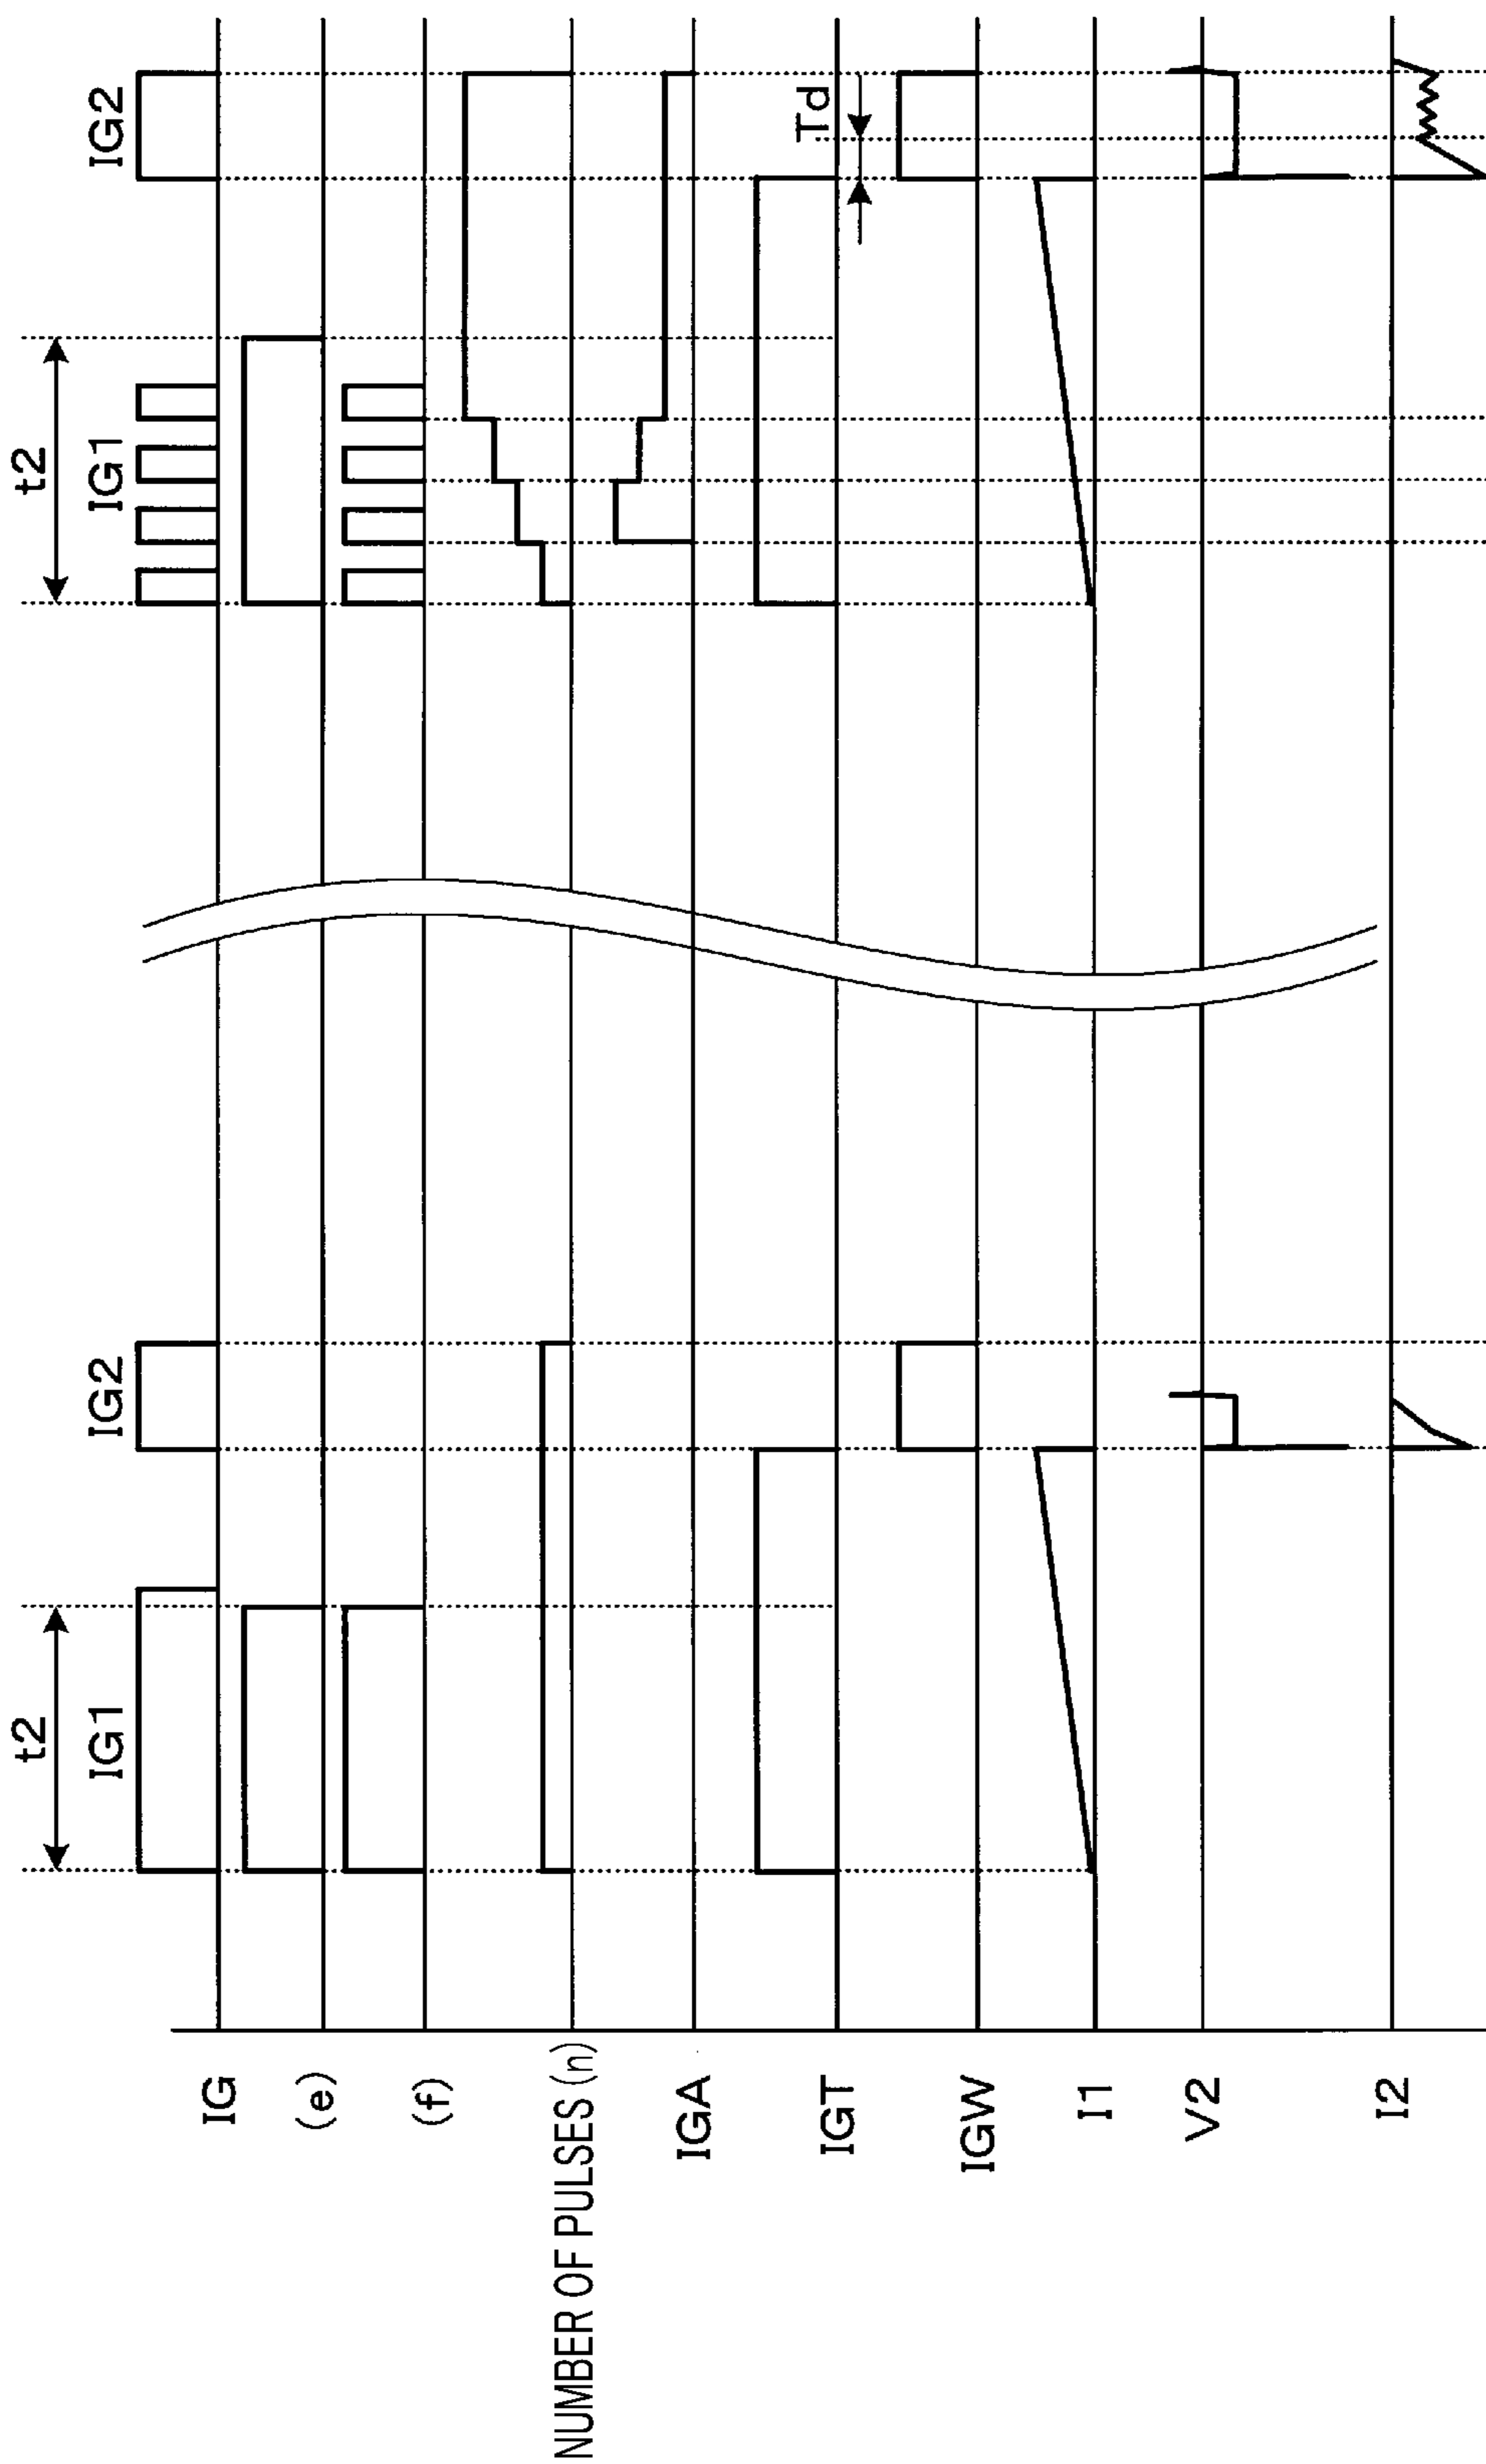 t2
t2
IG1
IG2
IG1
IG2
IG
(e)
(f)
NUMBER OF PULSES (n)
IGA
IGT
Td
IGW
I1
V2
I2